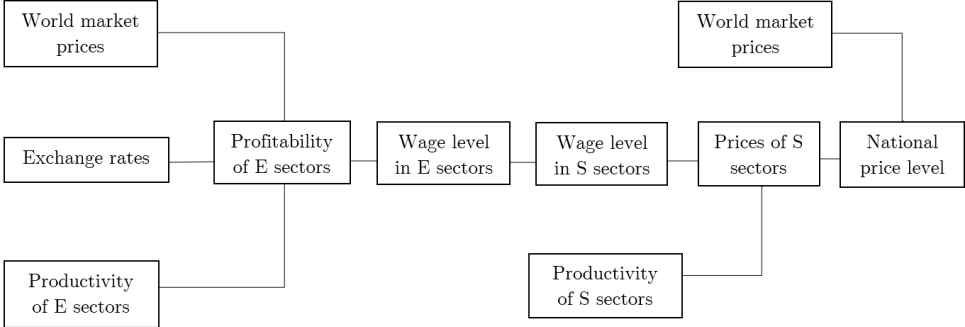 World market
prices
World market
prices
Exchange rates
Profitability
of E sectors
Wage level
in E sectors
Wage level
in S sectors
Prices of S
sectors
National
price level
Productivity
of E sectors
Productivity
of S sectors